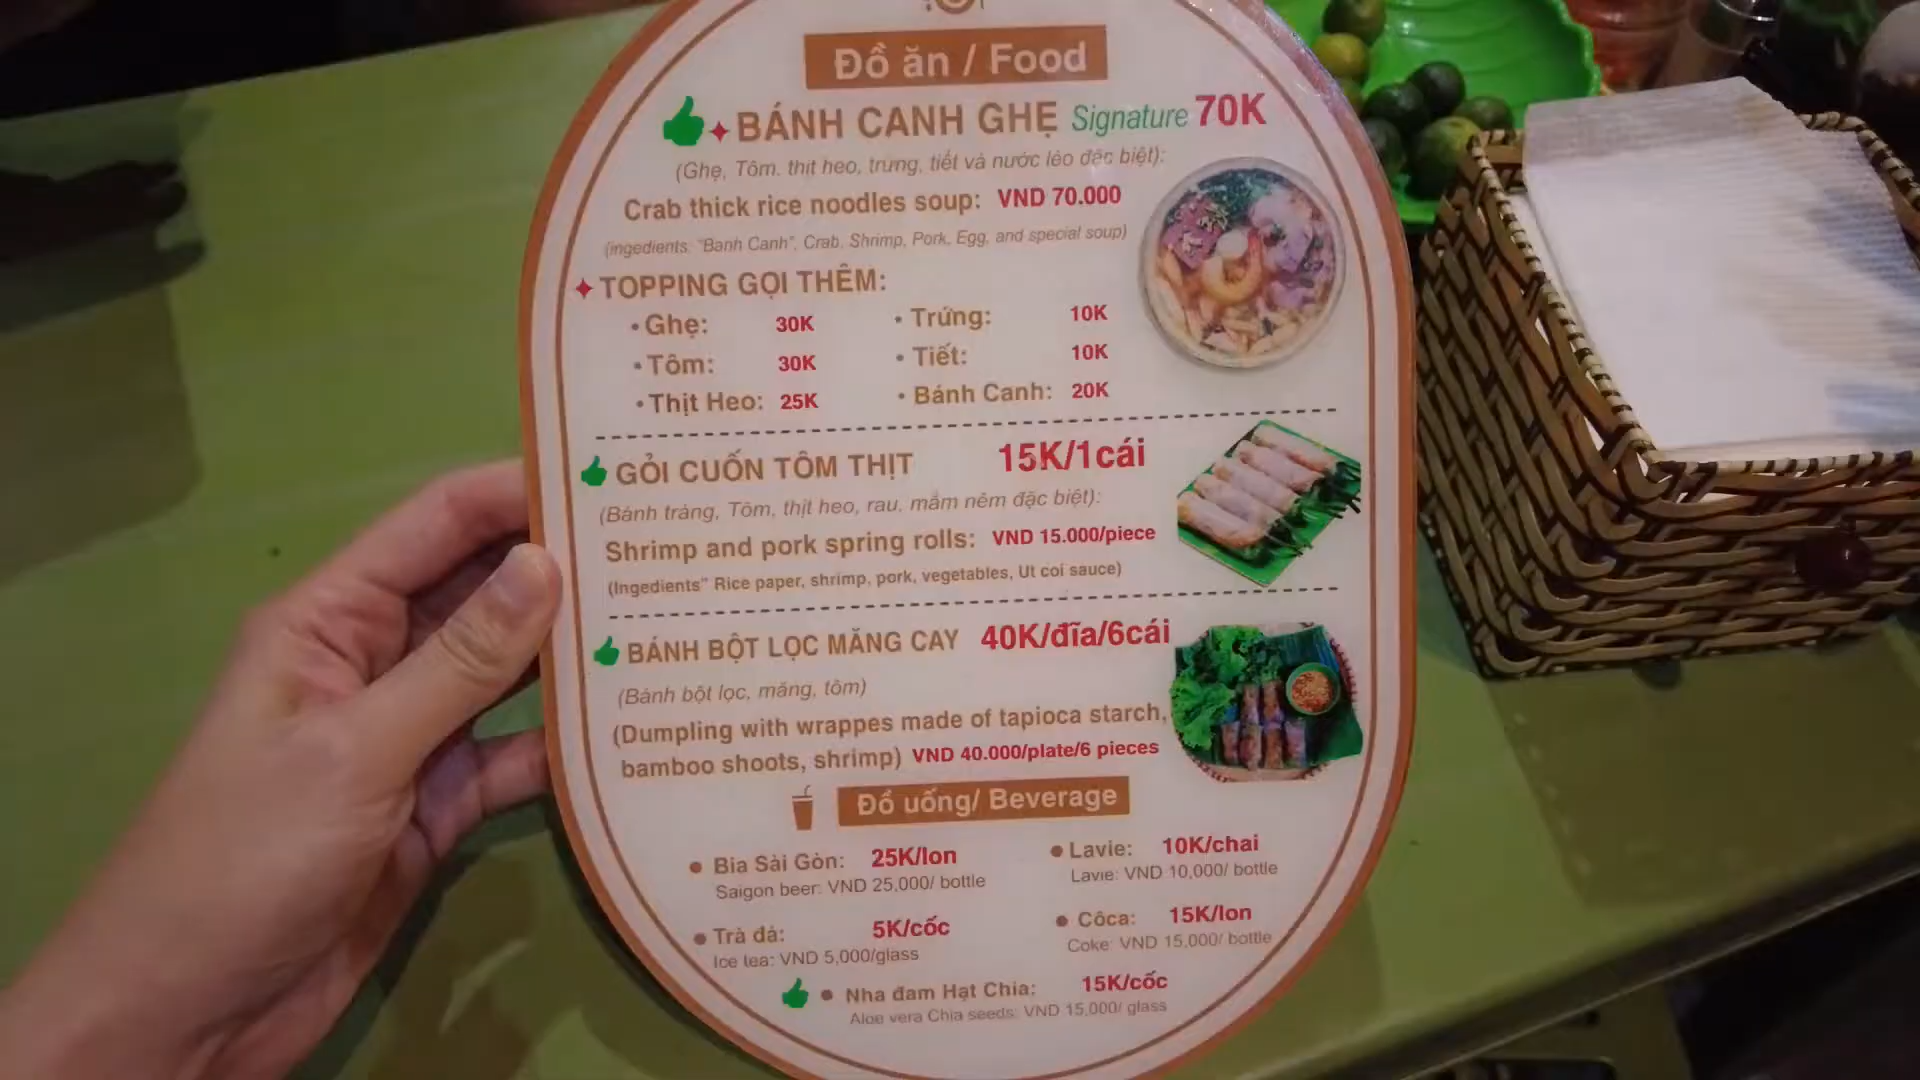 Đồ ăn / Food
BÁNH CANH GHẸ Signature 70K
(Ghẹ, Tôm, thịt heo, trứng, tiết và nước lèo đặc biệt):
Crab thick rice noodles soup: VND 70.000
(ingedients: "Banh Canh", Crab, Shrimp, Pork, Egg, and special soup)
TOPPING GỌI THÊM:
• Ghẹ: 30K • Trứng: 10K
• Tôm: 30K • Tiết: 10K
• Thịt Heo: 25K • Bánh Canh: 20K
GỎI CUỐN TÔM THỊT 15K/1cái
(Bánh tráng, Tôm, thịt heo, rau, mắm nêm đặc biệt):
Shrimp and pork spring rolls: VND 15.000/piece
(Ingedients" Rice paper, shrimp, pork, vegetables, Ut coi sauce)
BÁNH BỘT LỌC MĂNG CAY 40K/đĩa/6cái
(Bánh bột lọc, măng, tôm)
(Dumpling with wrappes made of tapioca starch,
bamboo shoots, shrimp) VND 40.000/plate/6 pieces
Đồ uống/ Beverage
• Bia Sài Gòn: 25K/lon • Lavie: 10K/chai
Saigon beer: VND 25,000/ bottle Lavie: VND 10,000/ bottle
• Trà đá: 5K/cốc • Côca: 15K/lon
Ice tea: VND 5,000/glass Coke: VND 15,000/ bottle
• Nha đam Hạt Chia: 15K/cốc
Aloe vera Chia seeds: VND 15,000/ glass